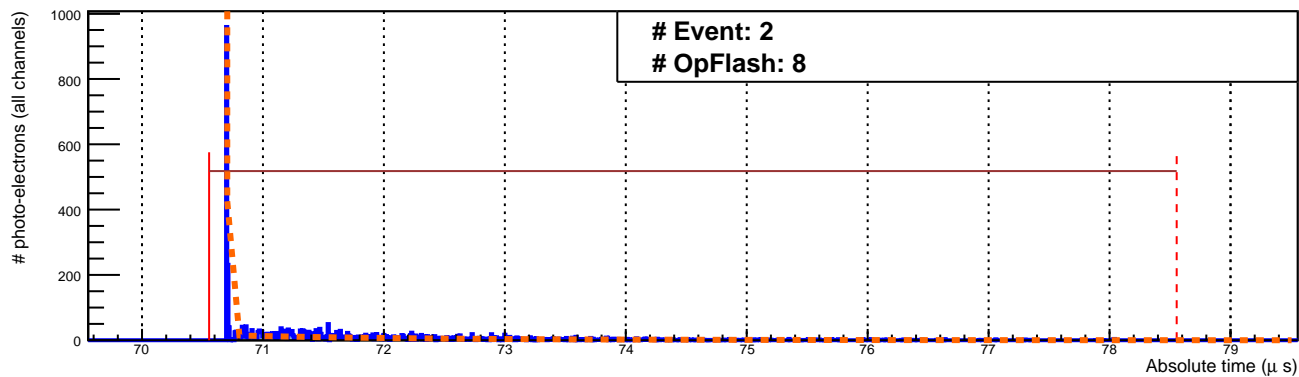 # Event: 2
# OpFlash: 8
# photo-electrons (all channels)
1000
800
600
400
200
0
70 71 72 73 74 75 76 77 78 79
Absolute time (μ s)